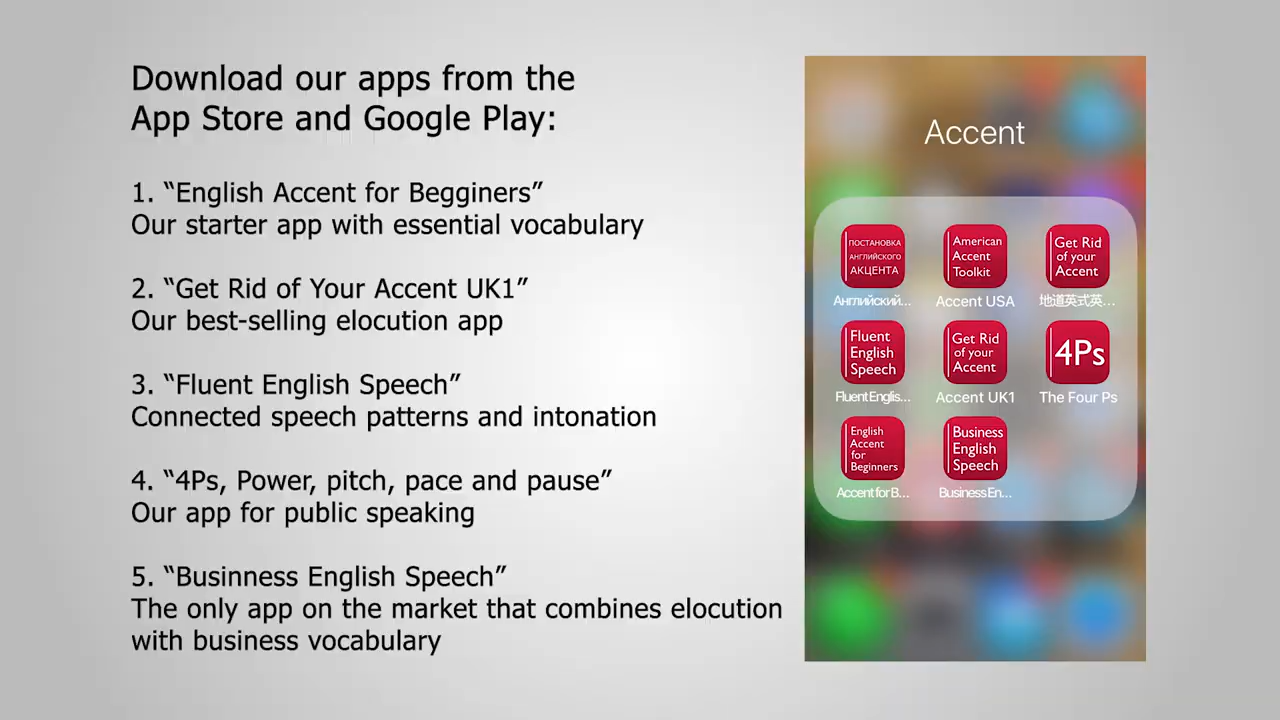 Download our apps from the
App Store and Google Play:
1. “English Accent for Begginers”
Our starter app with essential vocabulary
2. “Get Rid of Your Accent UK1”
Our best-selling elocution app
3. “Fluent English Speech”
Connected speech patterns and intonation
4. “4Ps, Power, pitch, pace and pause”
Our app for public speaking
5. “Businness English Speech”
The only app on the market that combines elocution
with business vocabulary
Accent
ПОСТАНОВКА
АНГЛИЙСКОГО
АКЦЕНТА
Английский...
American
Accent
Toolkit
Accent USA
Get Rid
of your
Accent
地道英式英...
Fluent
English
Speech
Fluent Englis...
Get Rid
of your
Accent
Accent UK1
4Ps
The Four Ps
English
Accent
for
Beginners
Accent for B...
Business
English
Speech
Business En...